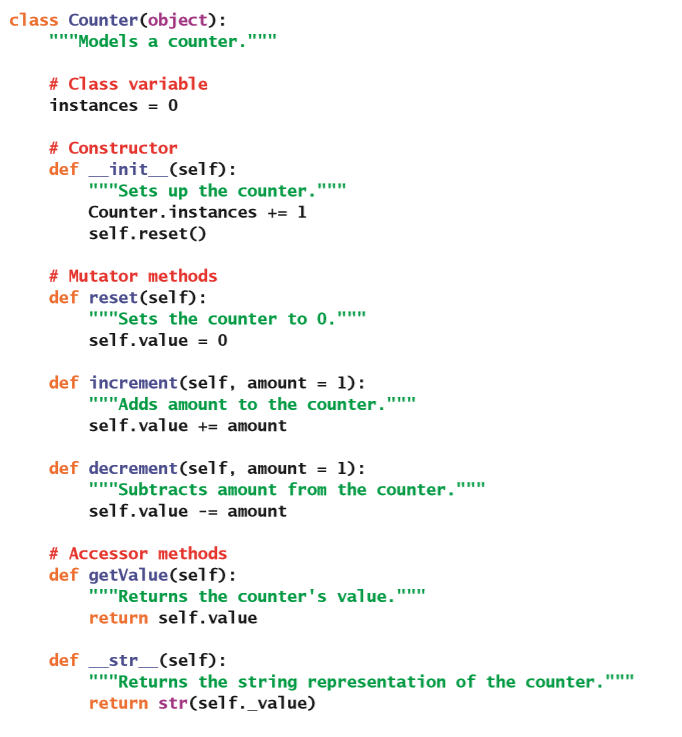 class Counter(object):
    """Models a counter."""

    # Class variable
    instances = 0

    # Constructor
    def __init__(self):
        """Sets up the counter."""
        Counter.instances += 1
        self.reset()

    # Mutator methods
    def reset(self):
        """Sets the counter to 0."""
        self.value = 0

    def increment(self, amount = 1):
        """Adds amount to the counter."""
        self.value += amount

    def decrement(self, amount = 1):
        """Subtracts amount from the counter."""
        self.value -= amount

    # Accessor methods
    def getValue(self):
        """Returns the counter's value."""
        return self.value

    def __str__(self):
        """Returns the string representation of the counter."""
        return str(self._value)